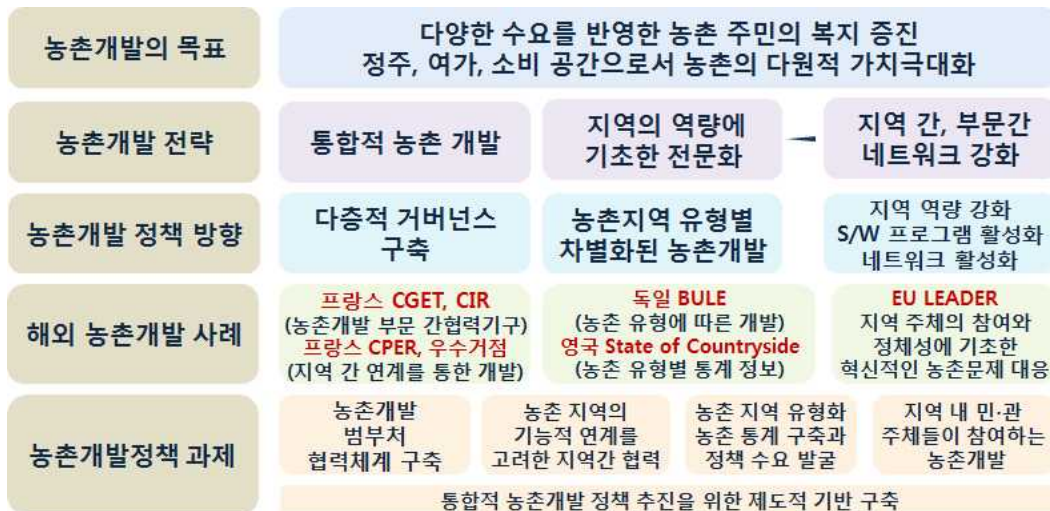 농촌개발의 목표
다양한 수요를 반영한 농촌 주민의 복지 증진
정주, 여가, 소비 공간으로서 농촌의 다원적 가치극대화
농촌개발 전략
통합적 농촌 개발
지역의 역량에
기초한 전문화
지역 간, 부문간
네트워크 강화
농촌개발 정책 방향
다층적 거버넌스
구축
농촌지역 유형별
차별화된 농촌개발
지역 역량 강화
S/W 프로그램 활성화
네트워크 활성화
해외 농촌개발 사례
프랑스 CGET, CIR
(농촌개발 부문 간협력기구)
프랑스 CPER, 우수거점
(지역 간 연계를 통한 개발)
독일 BULE
(농촌 유형에 따른 개발)
영국 State of Countryside
(농촌 유형별 통계 정보)
EU LEADER
지역 주체의 참여와
정체성에 기초한
혁신적인 농촌문제 대응
농촌개발정책 과제
농촌개발
범부처
협력체계 구축
농촌 지역의
기능적 연계를
고려한 지역간 협력
농촌 지역 유형화
농촌 통계 구축과
정책 수요 발굴
지역 내 민·관
주체들이 참여하는
농촌개발
통합적 농촌개발 정책 추진을 위한 제도적 기반 구축